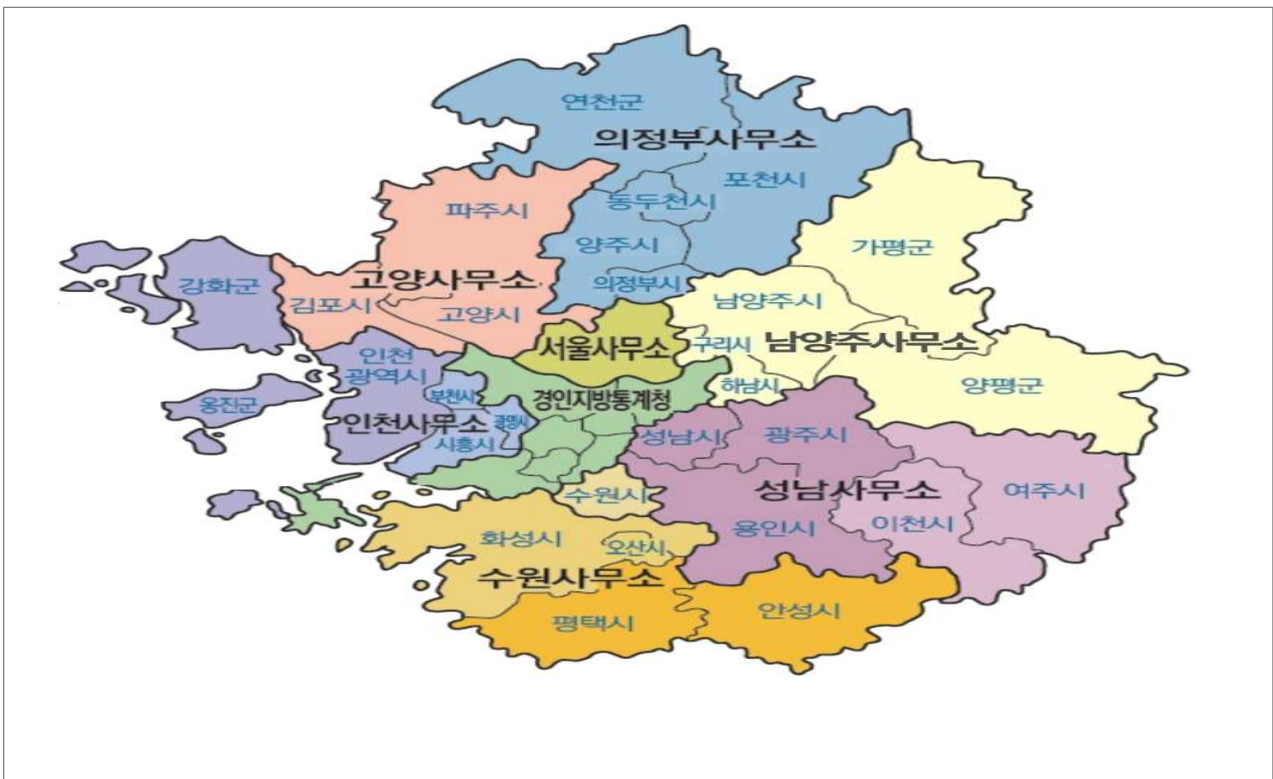 연천군
의정부사무소
포천시
동두천시
파주시
양주시
가평군
강화군
고양사무소
의정부시
김포시
고양시
남양주시
서울사무소
구리시
남양주사무소
인천
광역시
하남시
양평군
부천시
경인지방통계청
옹진군
인천사무소
광명시
시흥시
성남시
광주시
수원시
성남사무소
여주시
용인시
이천시
화성시
오산시
수원사무소
평택시
안성시